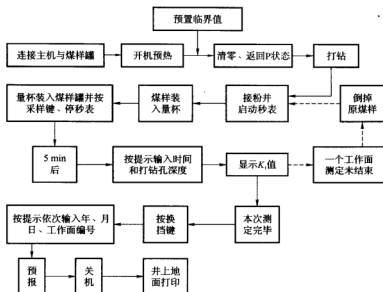 预置临界值
连接主机与煤样罐
开机预热
清零、返回P状态
打钻
量杯装入煤样罐并按
采样键、停秒表
煤样装
入量杯
接粉并
启动秒表
倒掉
原煤样
5 min
后
按提示输入时间
和打钻孔深度
显示K₁值
一个工作面
测定未结束
按提示依次输入年、月
日、工作面编号
按换
挡键
本次测
定完毕
预
报
关
机
井上地
面打印